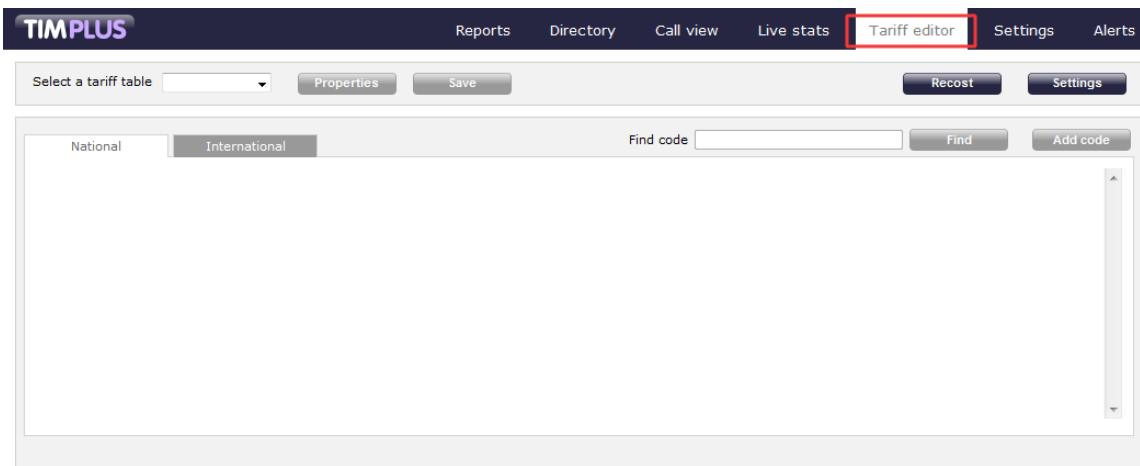 TIMPLUS
Reports Directory Call view Live stats Tariff editor Settings Alerts
Select a tariff table Properties Save Recost Settings
National International Find code Find Add code